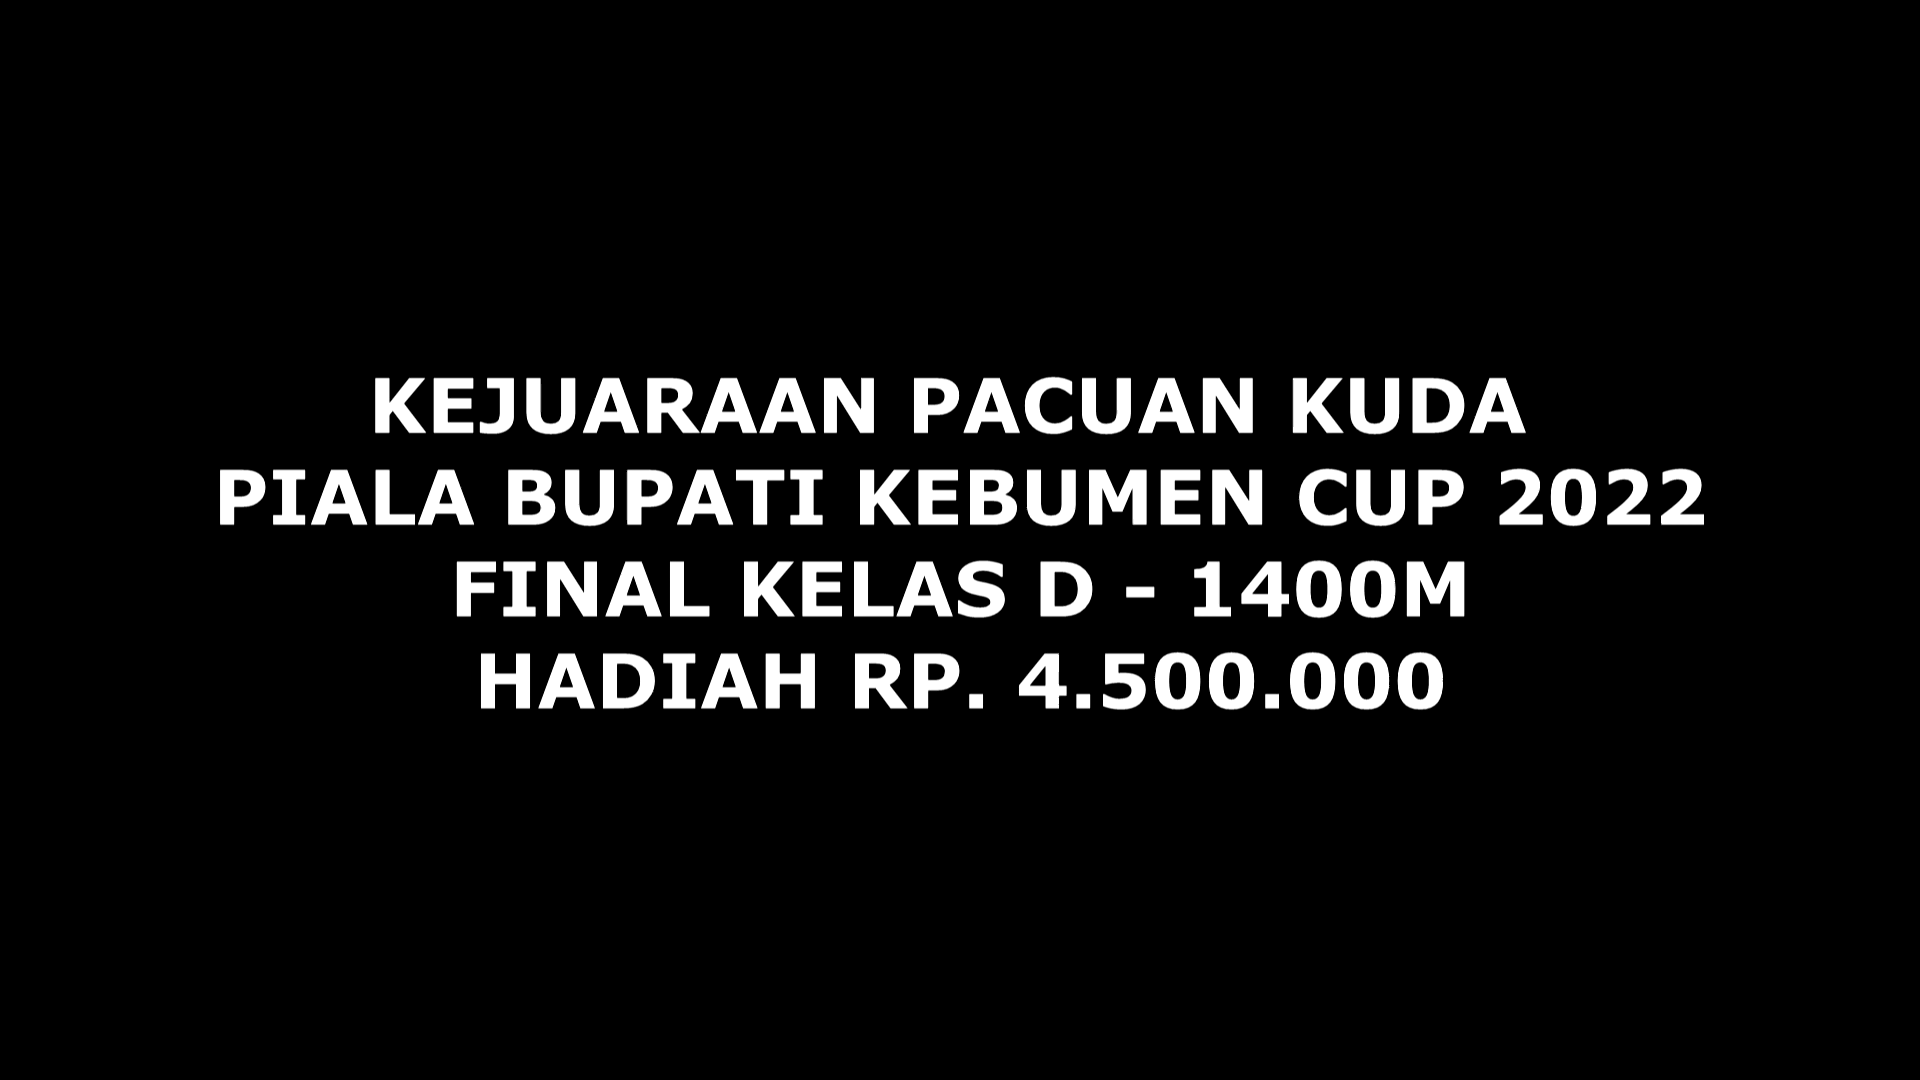 KEJUARAAN PACUAN KUDA
PIALA BUPATI KEBUMEN CUP 2022
FINAL KELAS D - 1400M
HADIAH RP. 4.500.000